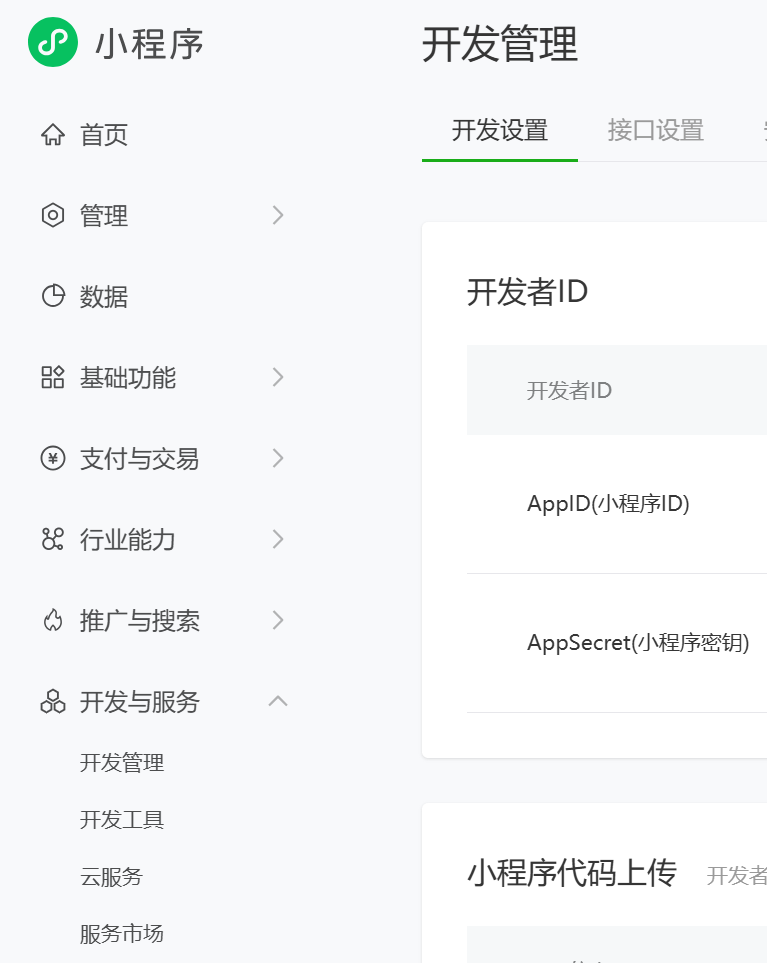 小程序
首页
管理
数据
基础功能
支付与交易
行业能力
推广与搜索
开发与服务
开发管理
开发工具
云服务
服务市场
开发管理
开发设置 接口设置
开发者ID
开发者ID
AppID(小程序ID)
AppSecret(小程序密钥)
小程序代码上传 开发者